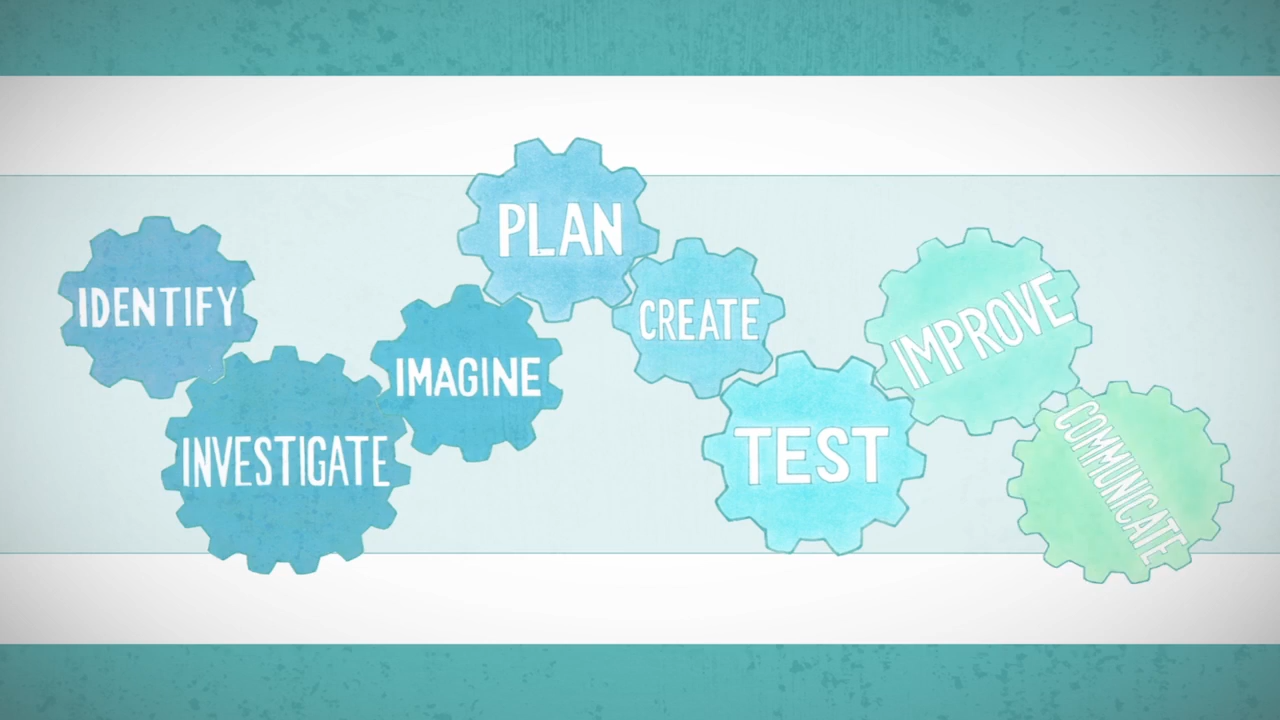 IDENTIFY
INVESTIGATE
IMAGINE
PLAN
CREATE
TEST
IMPROVE
COMMUNICATE